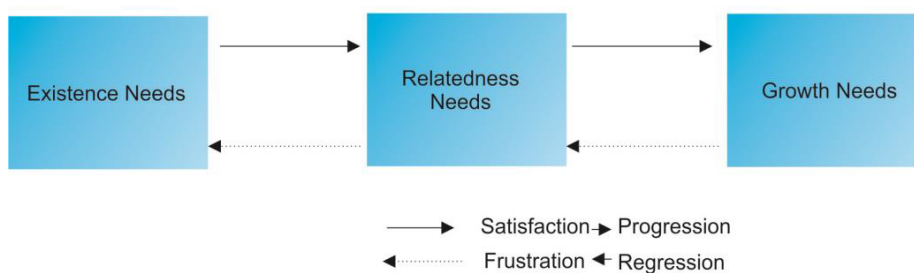 Existence Needs
Relatedness
Needs
Growth Needs
Satisfaction Progression
Frustration Regression